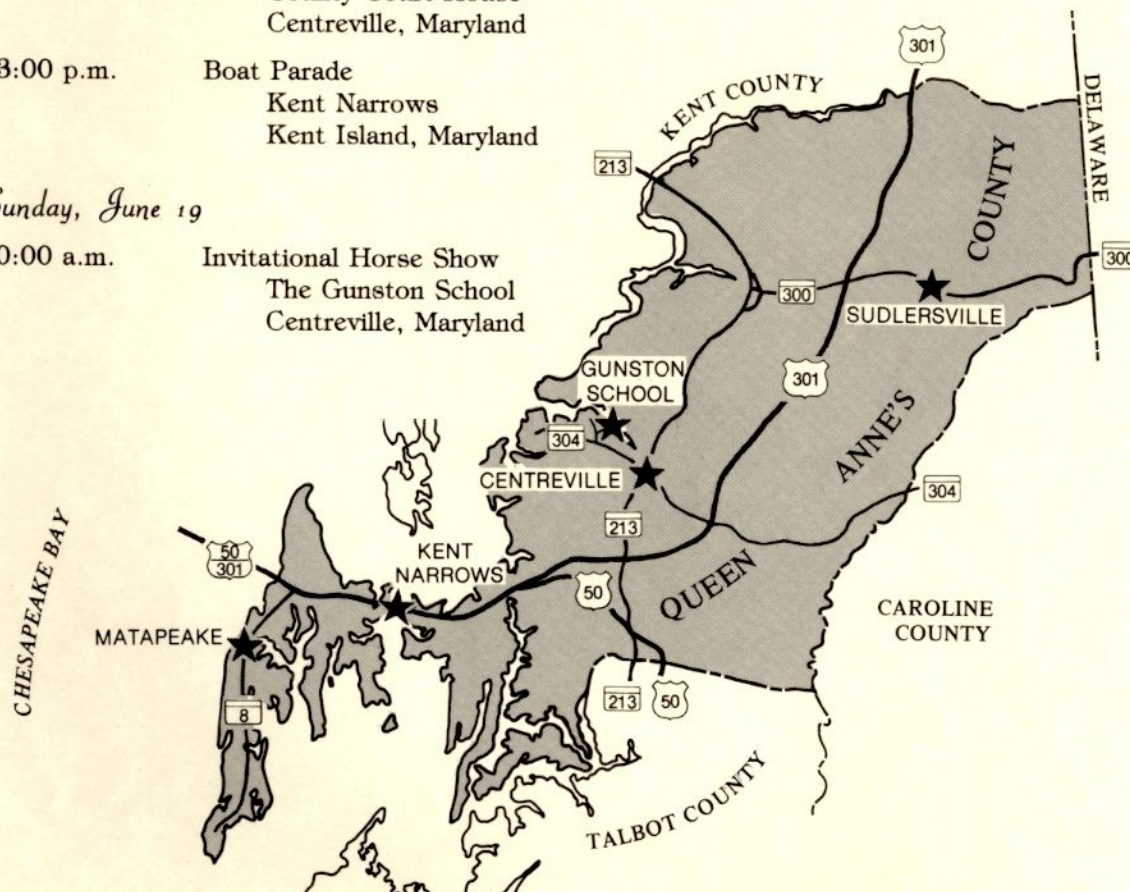 Centreville, Maryland
3:00 p.m. Boat Parade
Kent Narrows
Kent Island, Maryland
Sunday, June 19
0:00 a.m. Invitational Horse Show
The Gunston School
Centreville, Maryland
301
KENT COUNTY
DELAWARE
213
COUNTY
300
300
SUDLERSVILLE
GUNSTON
SCHOOL
301
ANNE'S
304
CENTREVILLE
304
213
CHESAPEAKE BAY
50
301
KENT
NARROWS
50
QUEEN
CAROLINE
COUNTY
MATAPEAKE
8
213
50
TALBOT COUNTY